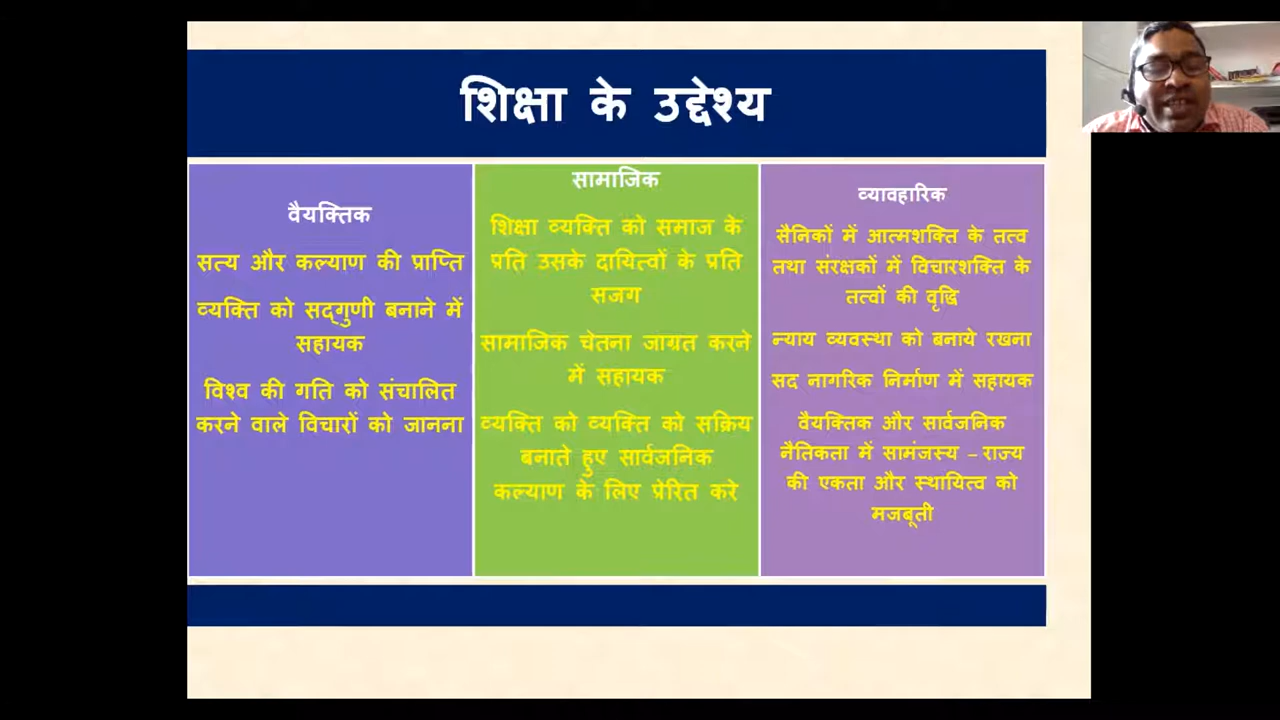 शिक्षा के उद्देश्य
वैयक्तिक
सत्य और कल्याण की प्राप्ति
व्यक्ति को सद्‌गुणी बनाने में
सहायक
विश्व की गति को संचालित
करने वाले विचारों को जानना
सामाजिक
शिक्षा व्यक्ति को समाज के
प्रति उसके दायित्वों के प्रति
सजग
सामाजिक चेतना जाग्रत करने
में सहायक
व्यक्ति को व्यक्ति को सक्रिय
बनाते हुए सार्वजनिक
कल्याण के लिए प्रेरित करे
व्यावहारिक
सैनिकों में आत्मशक्ति के तत्व
तथा संरक्षकों में विचारशक्ति के
तत्वों की वृद्धि
न्याय व्यवस्था को बनाये रखना
सद नागरिक निर्माण में सहायक
वैयक्तिक और सार्वजनिक
नैतिकता में सामंजस्य – राज्य
की एकता और स्थायित्व को
मजबूती